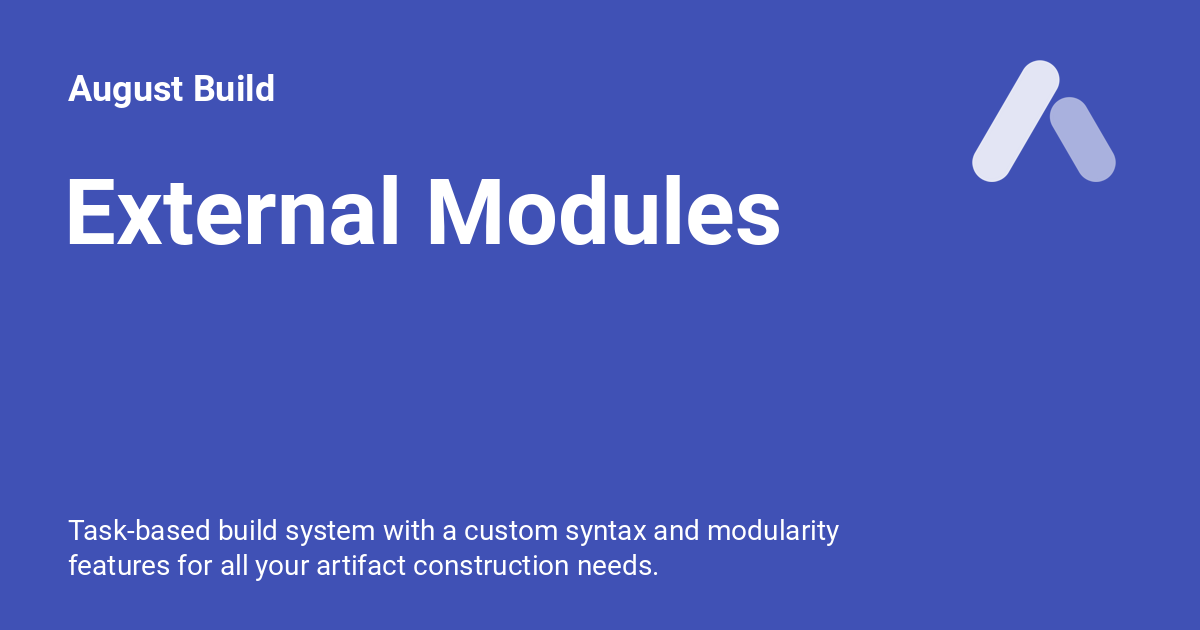 August Build
External Modules
Task-based build system with a custom syntax and modularity
features for all your artifact construction needs.